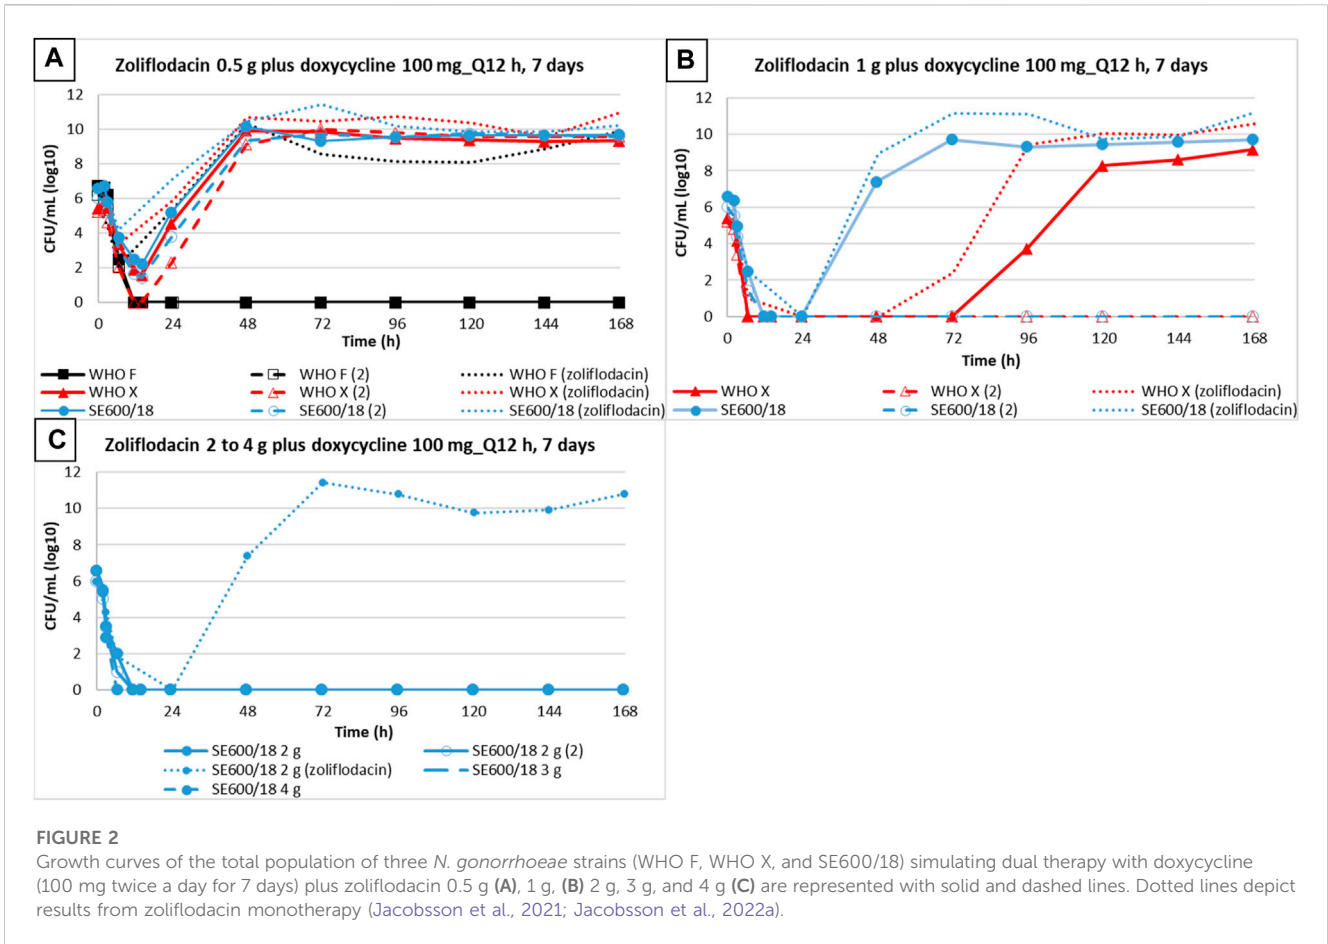 A
Zoliflodacin 0.5 g plus doxycycline 100 mg_Q12 h, 7 days
12
10
8
6
4
2
0
CFU/mL (log10)
0 24 48 72 96 120 144 168
Time (h)
WHO F WHO F (2) WHO F (zoliflodacin)
WHO X WHO X (2) WHO X (zoliflodacin)
SE600/18 SE600/18 (2) SE600/18 (zoliflodacin)
B
Zoliflodacin 1 g plus doxycycline 100 mg_Q12 h, 7 days
12
10
8
6
4
2
0
CFU/mL (log10)
0 24 48 72 96 120 144 168
Time (h)
WHO X WHO X (2) WHO X (zoliflodacin)
SE600/18 SE600/18 (2) SE600/18 (zoliflodacin)
C
Zoliflodacin 2 to 4 g plus doxycycline 100 mg_Q12 h, 7 days
12
10
8
6
4
2
0
CFU/mL (log10)
0 24 48 72 96 120 144 168
Time (h)
SE600/18 2 g SE600/18 2 g (2)
SE600/18 2 g (zoliflodacin) SE600/18 3 g
SE600/18 4 g
FIGURE 2
Growth curves of the total population of three N. gonorrhoeae strains (WHO F, WHO X, and SE600/18) simulating dual therapy with doxycycline
(100 mg twice a day for 7 days) plus zoliflodacin 0.5 g (A), 1 g, (B) 2 g, 3 g, and 4 g (C) are represented with solid and dashed lines. Dotted lines depict
results from zoliflodacin monotherapy (Jacobsson et al., 2021; Jacobsson et al., 2022a).